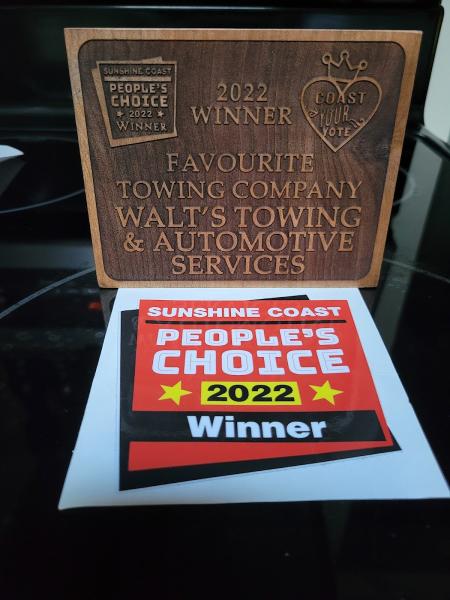 SUNSHINE COAST
PEOPLE'S
CHOICE
2022
WINNER
2022
WINNER
COAST
YOUR
VOTE
FAVOURITE
TOWING COMPANY
WALT'S TOWING
& AUTOMOTIVE
SERVICES
SUNSHINE COAST
PEOPLE'S
CHOICE
2022
Winner